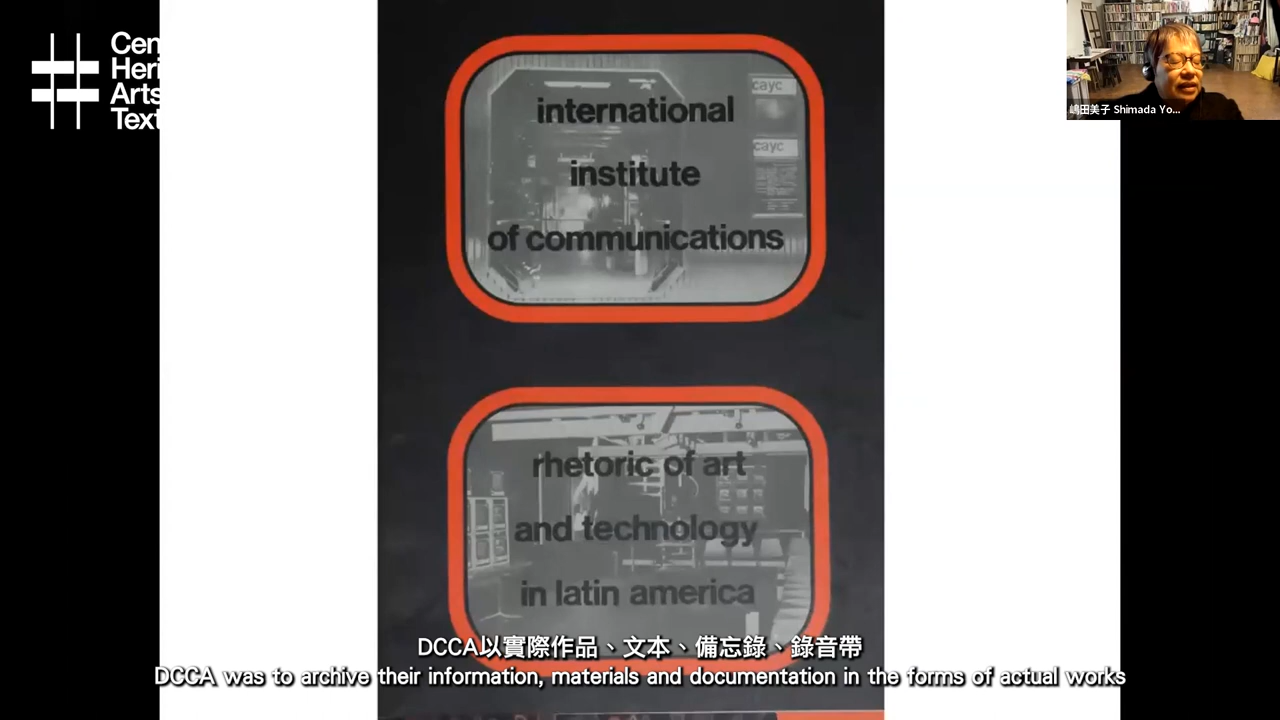 Cen
Heri
Arts
Text
international
institute
of communications
cayc
cayc
rhetoric of art
and technology
in latin america
嶋田美子 Shimada Yo...
DCCA以實際作品、文本、備忘錄、錄音帶
DCCA was to archive their information, materials and documentation in the forms of actual works